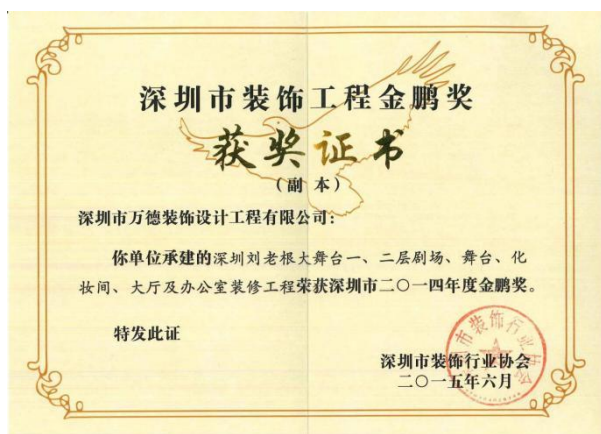 深圳市装饰工程金鹏奖
获奖证书
（副 本）
深圳市万德装饰设计工程有限公司：
你单位承建的深圳刘老根大舞台一、二层剧场、舞台、化
妆间、大厅及办公室装修工程荣获深圳市二〇一四年度金鹏奖。
特发此证
深圳市装饰行业协会
二〇一五年六月